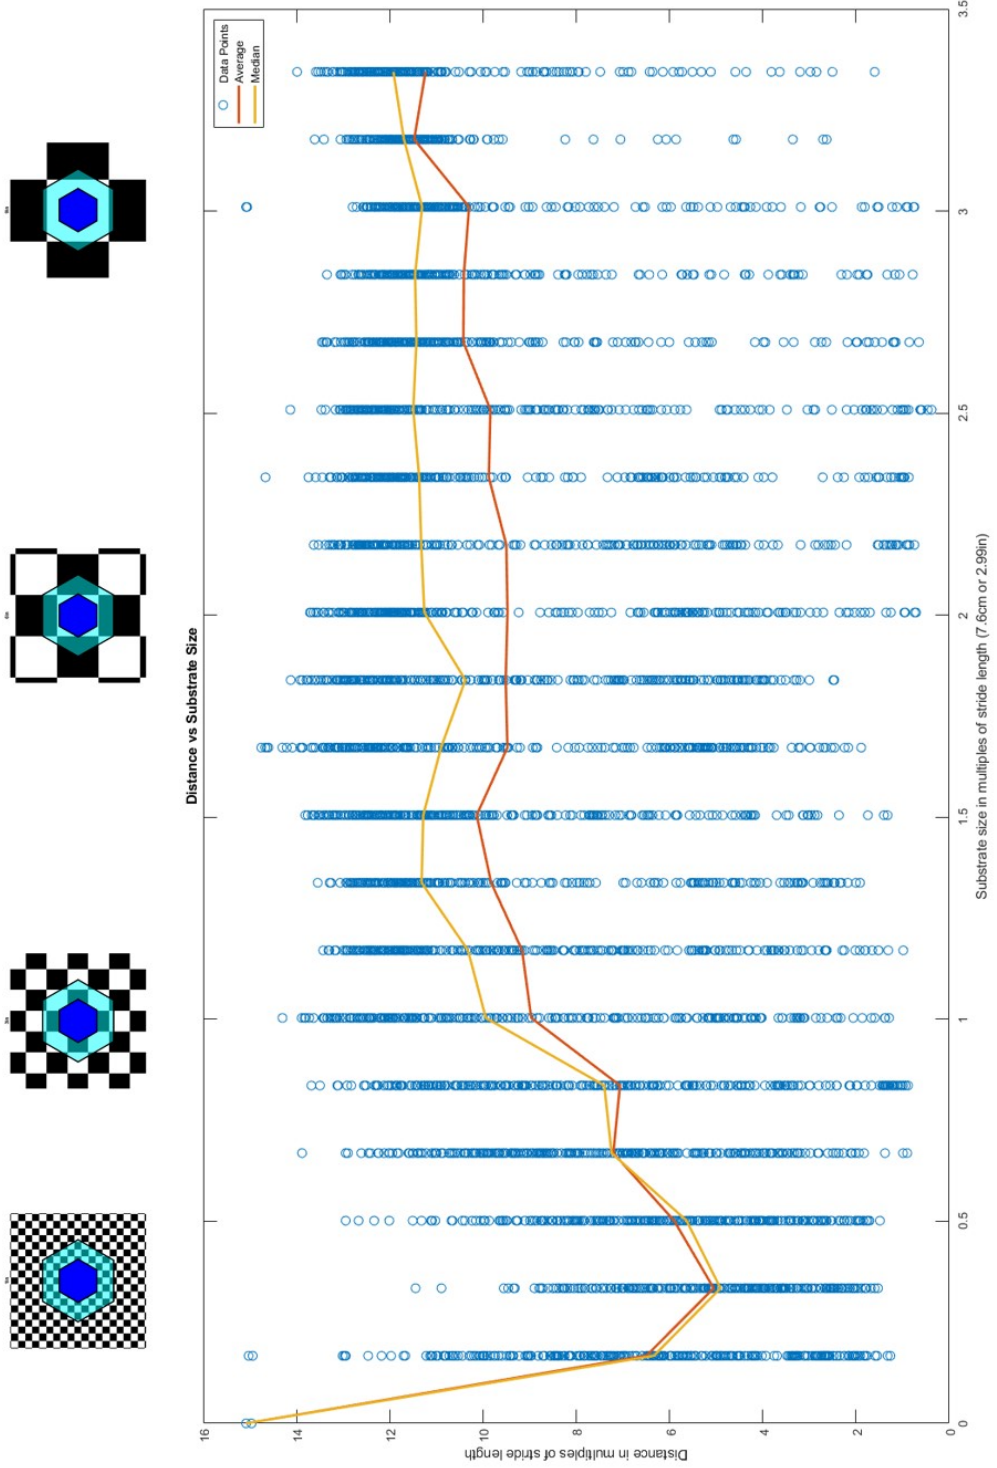 Distance vs Substrate Size
Data Points
Average
Median
Distance in multiples of stride length
16
14
12
10
8
6
4
2
0
0
0.5
1
1.5
2
2.5
3
3.5
Substrate size in multiples of stride length (7.6cm or 2.99in)